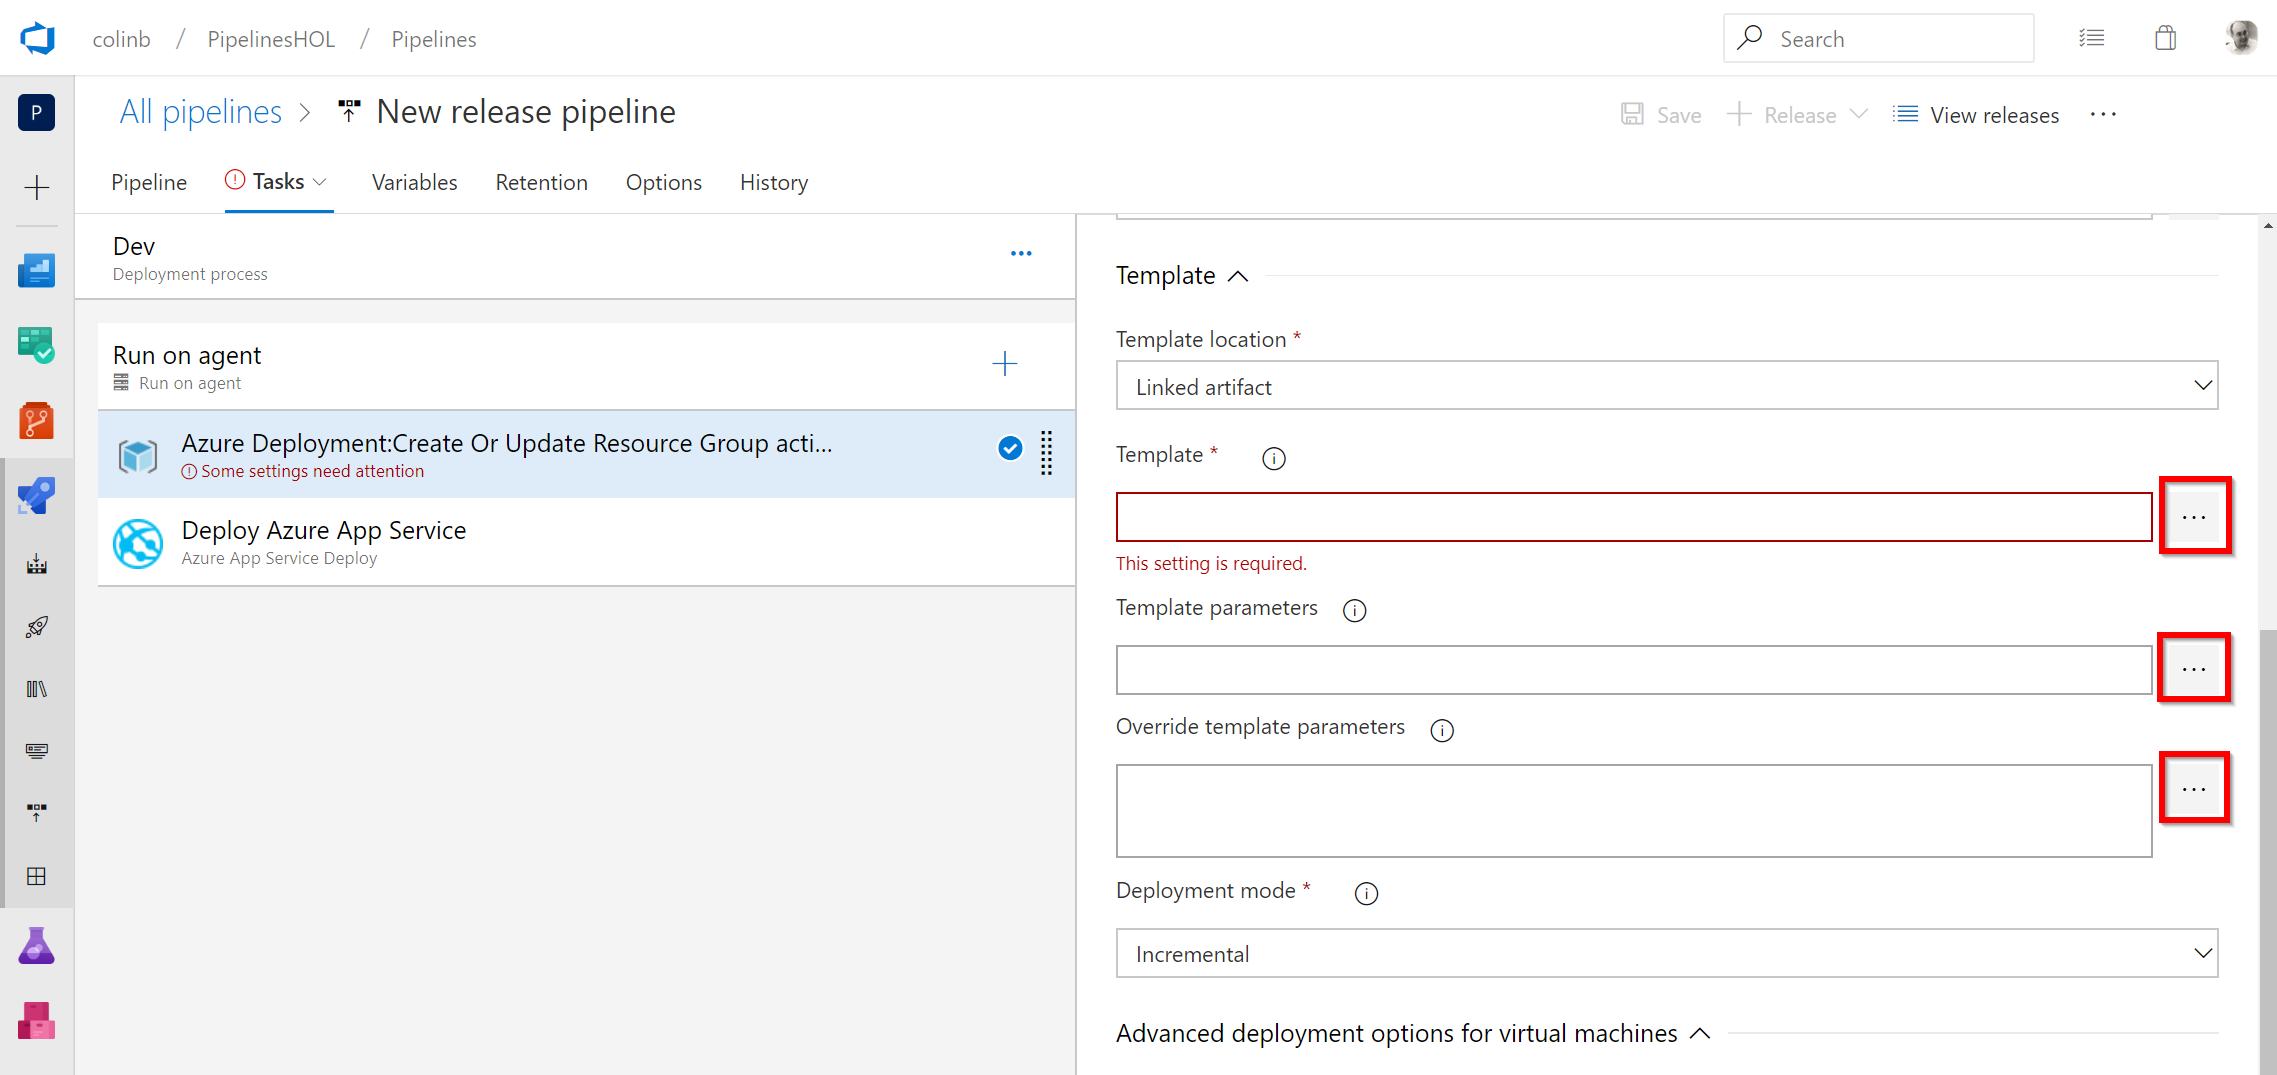 colinb / PipelinesHOL / Pipelines
Search
P
All pipelines > New release pipeline
Save
Release
View releases
...
Pipeline
Tasks
Variables
Retention
Options
History
Dev
Deployment process
...
Run on agent
Run on agent
Azure Deployment:Create Or Update Resource Group acti...
Some settings need attention
Deploy Azure App Service
Azure App Service Deploy
Template
Template location *
Linked artifact
Template *
...
This setting is required.
Template parameters
...
Override template parameters
...
Deployment mode *
Incremental
Advanced deployment options for virtual machines